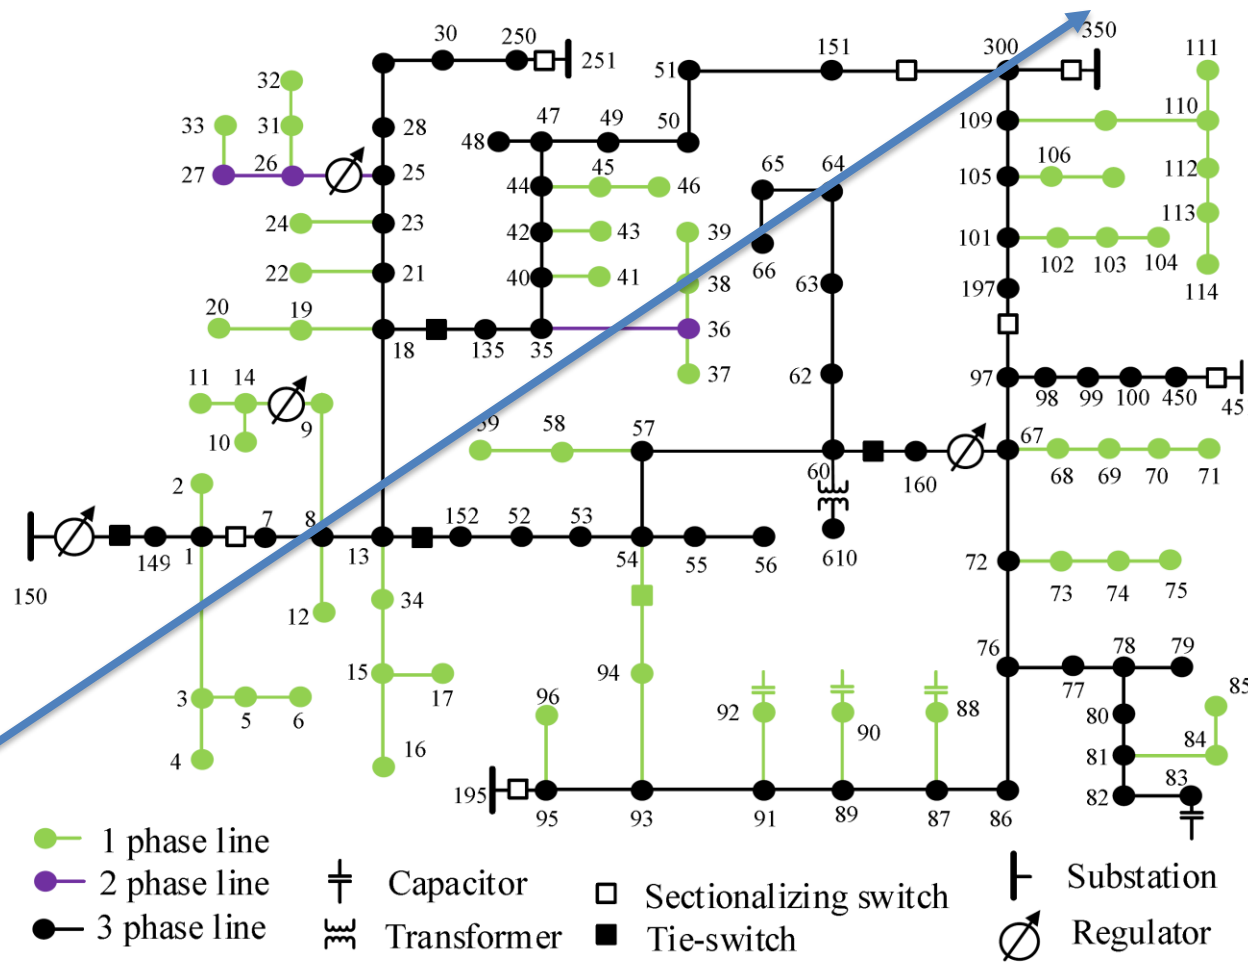 30 250 251
51 151 300 350 111
32
33 31 28 48 47 49 50 109 110
27 26 25 44 45 46 65 64 105 106 112
24 23 42 43 39 66 101 102 103 104 113
22 21 40 41 38 63 197 114
20 19 18 135 35 36
11 14 9 10 37 62 97 98 99 100 450 45
59 58 57 60 160 67 68 69 70 71
2
150 149 1 7 8 13 152 52 53 54 55 56 610
72 73 74 75
12 34
3 5 6 15 17 94 76 77 78 79
4 16 96 92 90 88 80 85
81 84
195 95 93 91 89 87 86 82 83
1 phase line
2 phase line
3 phase line
Capacitor
Transformer
Sectionalizing switch
Tie-switch
Substation
Regulator